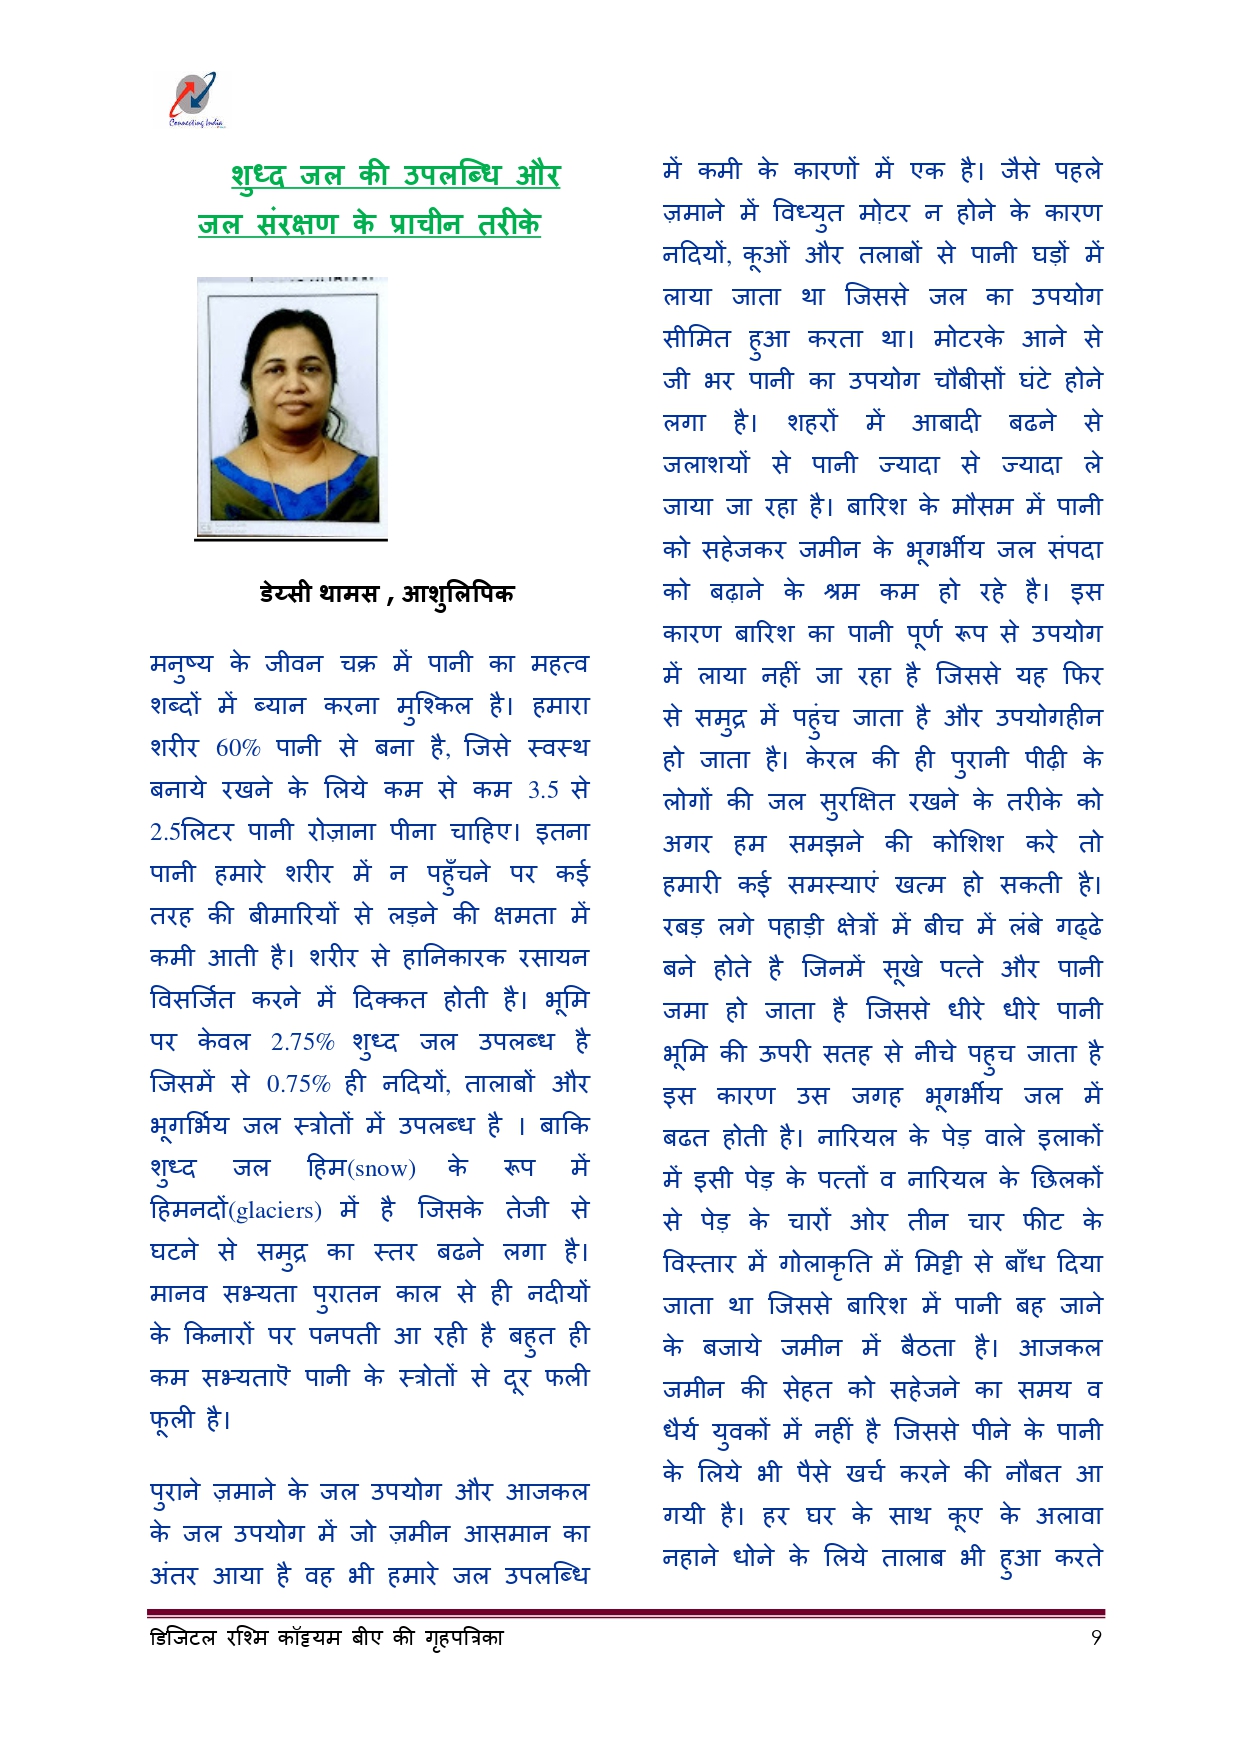 Connecting India
शुध्द जल की उपलब्धि और
जल संरक्षण के प्राचीन तरीके
डेय्सी थामस , आशुलिपिक
मनुष्य के जीवन चक्र में पानी का महत्व
शब्दों में ब्यान करना मुश्किल है। हमारा
शरीर 60% पानी से बना है, जिसे स्वस्थ
बनाये रखने के लिये कम से कम 3.5 से
2.5लिटर पानी रोज़ाना पीना चाहिए। इतना
पानी हमारे शरीर में न पहुँचने पर कई
तरह की बीमारियों से लड़ने की क्षमता में
कमी आती है। शरीर से हानिकारक रसायन
विसर्जित करने में दिक्कत होती है। भूमि
पर केवल 2.75% शुध्द जल उपलब्ध है
जिसमें से 0.75% ही नदियों, तालाबों और
भूगर्भिय जल स्त्रोतों में उपलब्ध है । बाकि
शुध्द जल हिम(snow) के रूप में
हिमनदों(glaciers) में है जिसके तेजी से
घटने से समुद्र का स्तर बढने लगा है।
मानव सभ्यता पुरातन काल से ही नदीयों
के किनारों पर पनपती आ रही है बहुत ही
कम सभ्यताऎ पानी के स्त्रोतों से दूर फली
फूली है।
पुराने ज़माने के जल उपयोग और आजकल
के जल उपयोग में जो ज़मीन आसमान का
अंतर आया है वह भी हमारे जल उपलब्धि
में कमी के कारणों में एक है। जैसे पहले
ज़माने में विध्युत मो़टर न होने के कारण
नदियों, कूओं और तलाबों से पानी घड़ों में
लाया जाता था जिससे जल का उपयोग
सीमित हुआ करता था। मोटरके आने से
जी भर पानी का उपयोग चौबीसों घंटे होने
लगा है। शहरों में आबादी बढने से
जलाशयों से पानी ज्यादा से ज्यादा ले
जाया जा रहा है। बारिश के मौसम में पानी
को सहेजकर जमीन के भूगर्भीय जल संपदा
को बढ़ाने के श्रम कम हो रहे है। इस
कारण बारिश का पानी पूर्ण रूप से उपयोग
में लाया नहीं जा रहा है जिससे यह फिर
से समुद्र में पहुंच जाता है और उपयोगहीन
हो जाता है। केरल की ही पुरानी पीढ़ी के
लोगों की जल सुरक्षित रखने के तरीके को
अगर हम समझने की कोशिश करे तो
हमारी कई समस्याएं खत्म हो सकती है।
रबड़ लगे पहाड़ी क्षेत्रों में बीच में लंबे गढ्ढे
बने होते है जिनमें सूखे पत्ते और पानी
जमा हो जाता है जिससे धीरे धीरे पानी
भूमि की ऊपरी सतह से नीचे पहुच जाता है
इस कारण उस जगह भूगर्भीय जल में
बढत होती है। नारियल के पेड़ वाले इलाकों
में इसी पेड़ के पत्तों व नारियल के छिलकों
से पेड़ के चारों ओर तीन चार फीट के
विस्तार में गोलाकृति में मिट्टी से बाँध दिया
जाता था जिससे बारिश में पानी बह जाने
के बजाये जमीन में बैठता है। आजकल
जमीन की सेहत को सहेजने का समय व
धैर्य युवकों में नहीं है जिससे पीने के पानी
के लिये भी पैसे खर्च करने की नौबत आ
गयी है। हर घर के साथ कूए के अलावा
नहाने धोने के लिये तालाब भी हुआ करते
डिजिटल रश्मि कॉट्टयम बीए की गृहपत्रिका 9